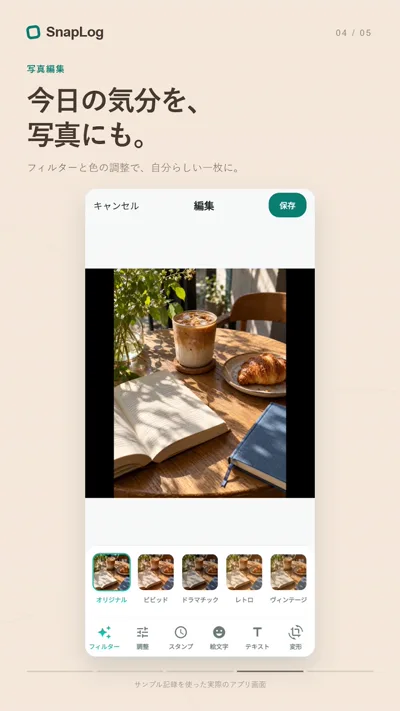 SnapLog
04 / 05
写真編集
今日の気分を、
写真にも。
フィルターと色の調整で、自分らしい一枚に。
キャンセル
編集
保存
オリジナル
ビビッド
ドラマチック
レトロ
ヴィンテージ
フィルター
調整
スタンプ
絵文字
テキスト
変形
サンプル記録を使った実際のアプリ画面